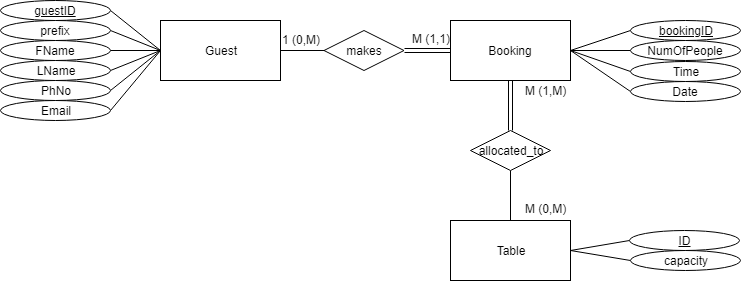 guestID
prefix
FName
LName
PhNo
Email
Guest
1 (0,M)
makes
M (1,1)
Booking
bookingID
NumOfPeople
Time
Date
M (1,M)
allocated_to
M (0,M)
Table
ID
capacity